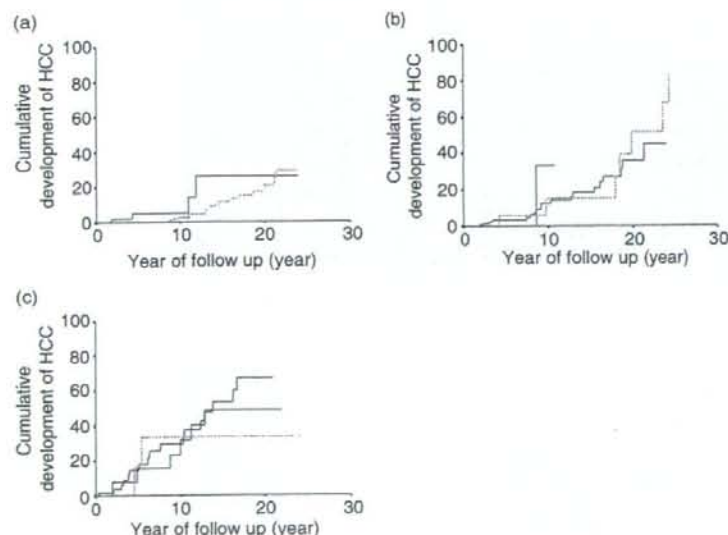 (a)
Cumulative
development of HCC
100
80
60
40
20
0
0 10 20 30
Year of follow up (year)
(b)
Cumulative
development of HCC
100
80
60
40
20
0
0 10 20 30
Year of follow up (year)
(c)
Cumulative
development of HCC
100
80
60
40
20
0
0 10 20 30
Year of follow up (year)